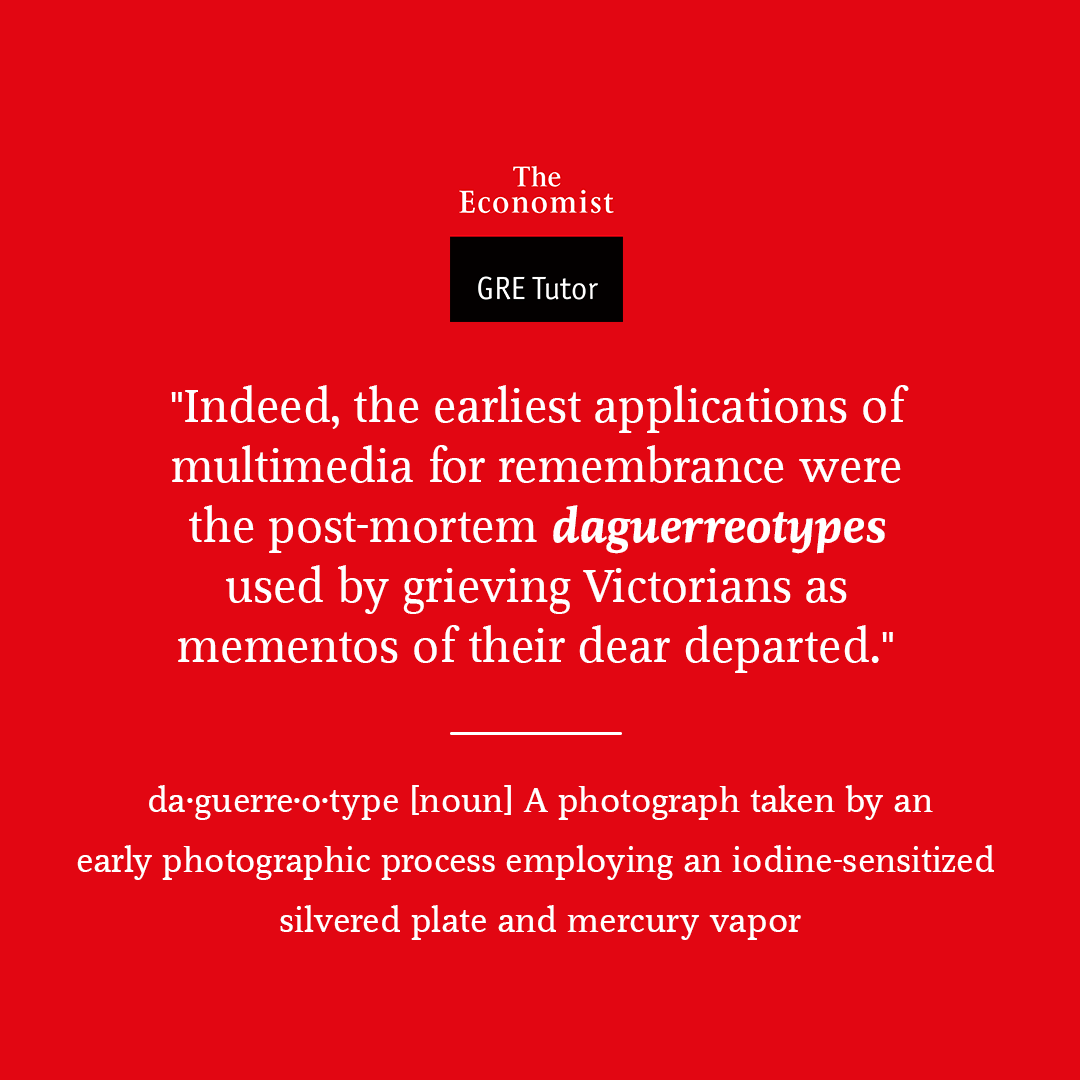 The
Economist
GRE Tutor
"Indeed, the earliest applications of
multimedia for remembrance were
the post-mortem daguerreotypes
used by grieving Victorians as
mementos of their dear departed."
da·guerre·o·type [noun] A photograph taken by an
early photographic process employing an iodine-sensitized
silvered plate and mercury vapor